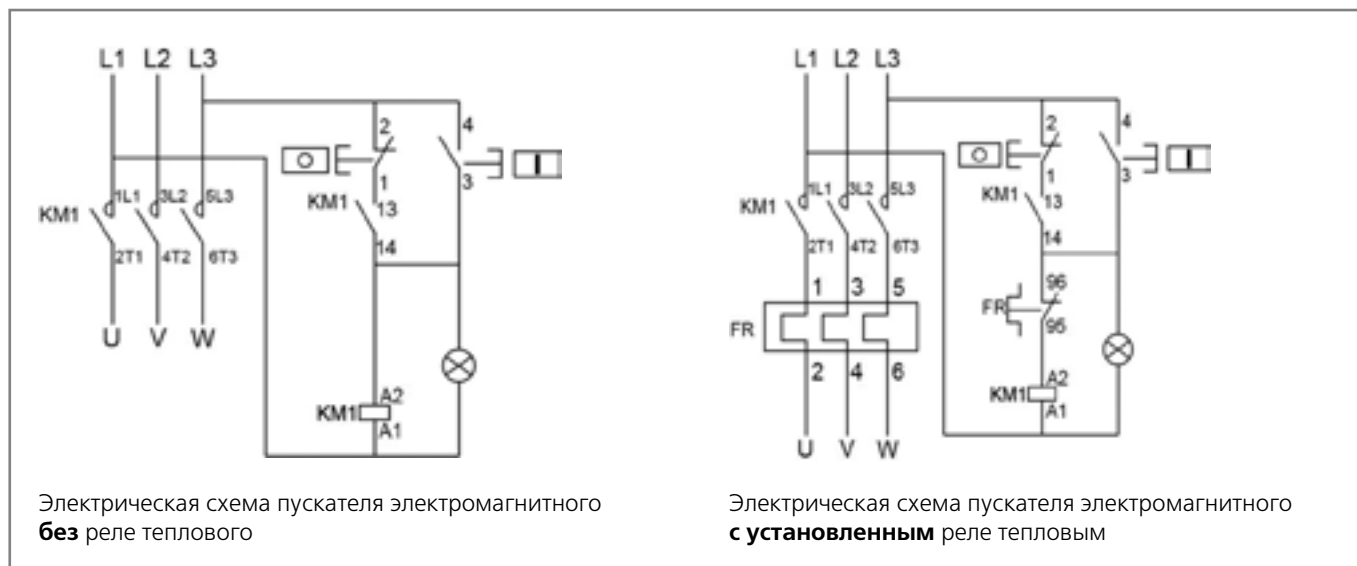 L1 L2 L3
2 4
1 3
KM1 13
1L1 3L2 5L3
KM1
14
2T1 4T2 6T3
U V W
A2
KM1
A1
Электрическая схема пускателя электромагнитного
без реле теплового
L1 L2 L3
2 4
1 3
KM1 13
1L1 3L2 5L3
KM1
14
2T1 4T2 6T3
1 3 5
96
FR
FR
95
2 4 6
A2
KM1
A1
U V W
Электрическая схема пускателя электромагнитного
с установленным реле тепловым